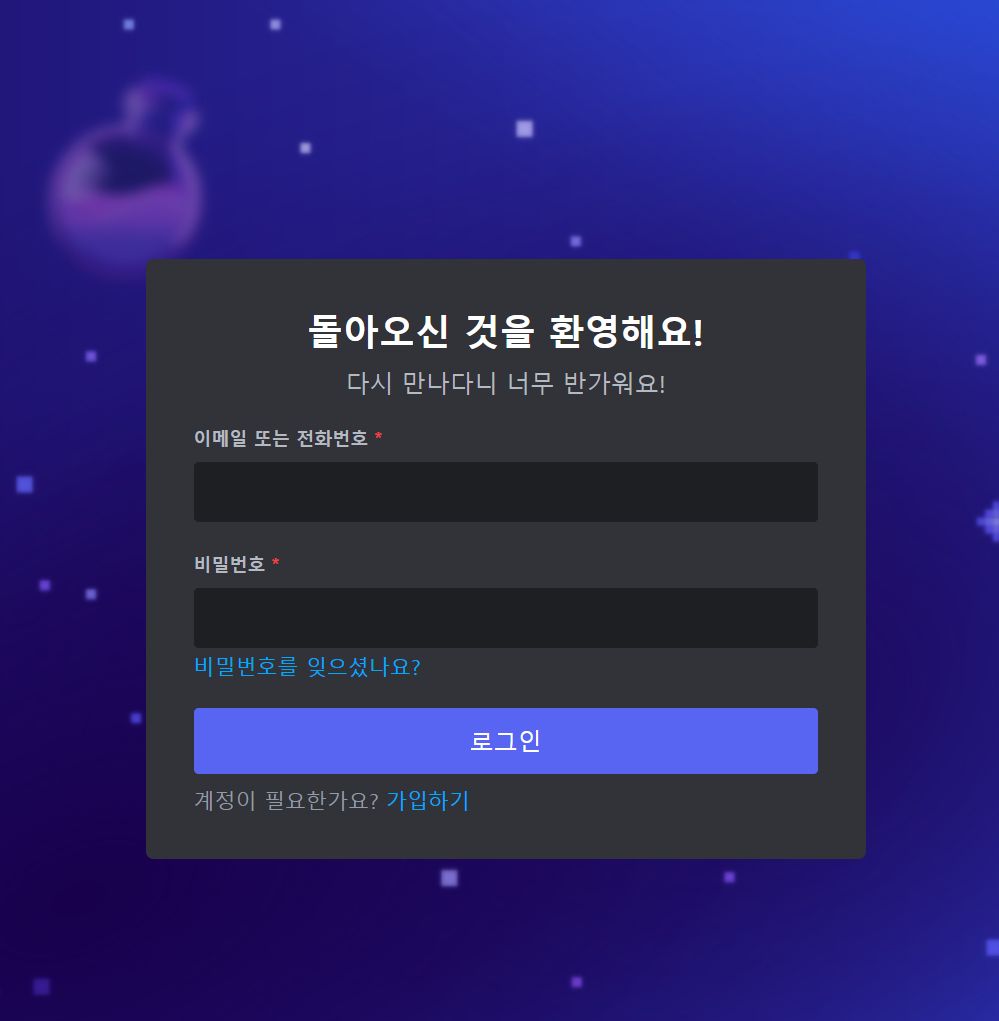 돌아오신 것을 환영해요!
다시 만나다니 너무 반가워요!
이메일 또는 전화번호 *
비밀번호 *
비밀번호를 잊으셨나요?
로그인
계정이 필요한가요? 가입하기